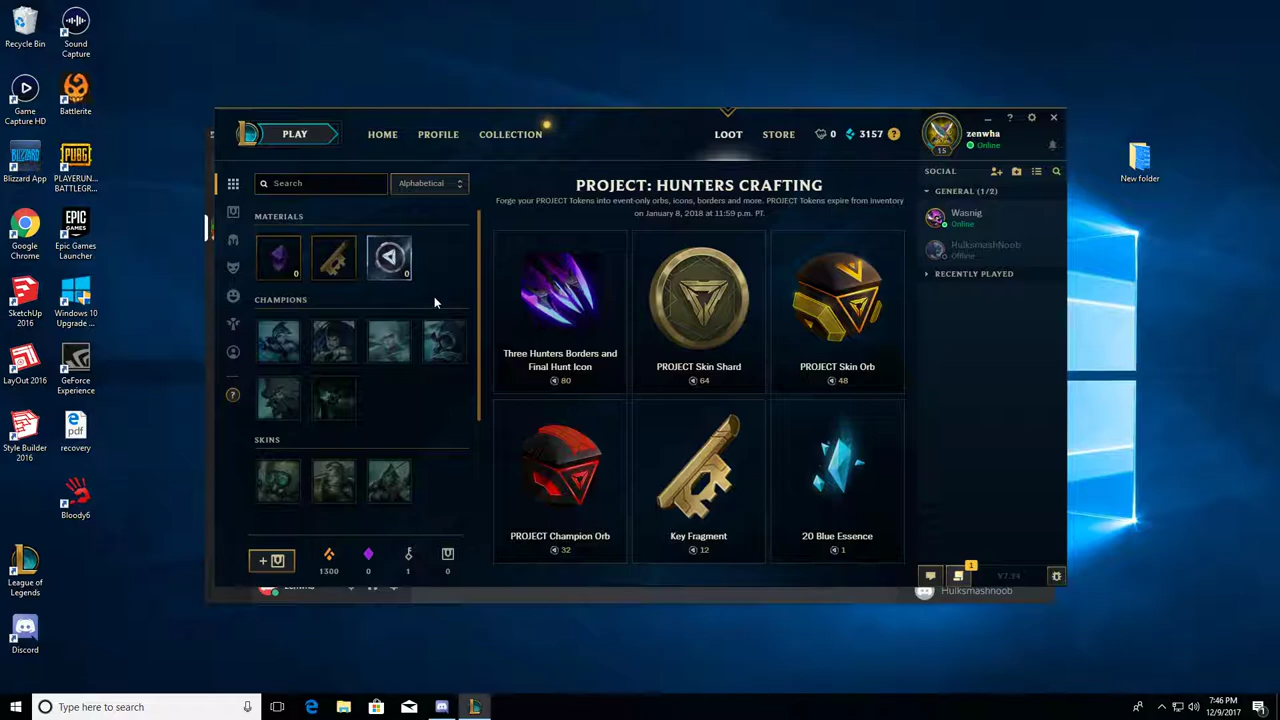 Recycle Bin
Sound Capture
Game Capture HD
Battlerite
Blizzard App
PLAYERUN... BATTLEGR...
Google Chrome
Epic Games Launcher
SketchUp 2016
Windows 10 Upgrade ...
LayOut 2016
GeForce Experience
Style Builder 2016
recovery
Bloody6
League of Legends
Discord
New folder
PLAY
HOME
PROFILE
COLLECTION
LOOT
STORE
0
3157
?
15
zenwha
Online
?
Search
Alphabetical
MATERIALS
0
0
CHAMPIONS
SKINS
?
+
1300
0
1
0
PROJECT: HUNTERS CRAFTING
Forge your PROJECT Tokens into event-only orbs, icons, borders and more. PROJECT Tokens expire from inventory
on January 8, 2018 at 11:59 p.m. PT.
Three Hunters Borders and
Final Hunt Icon
80
PROJECT Skin Shard
64
PROJECT Skin Orb
48
PROJECT Champion Orb
32
Key Fragment
12
20 Blue Essence
1
SOCIAL
GENERAL (1/2)
Wasnig
Online
HulksmashNoob
Offline
RECENTLY PLAYED
1
V7.24
Zenwha
Hulksmashnoob
Type here to search
7:46 PM
12/9/2017
1